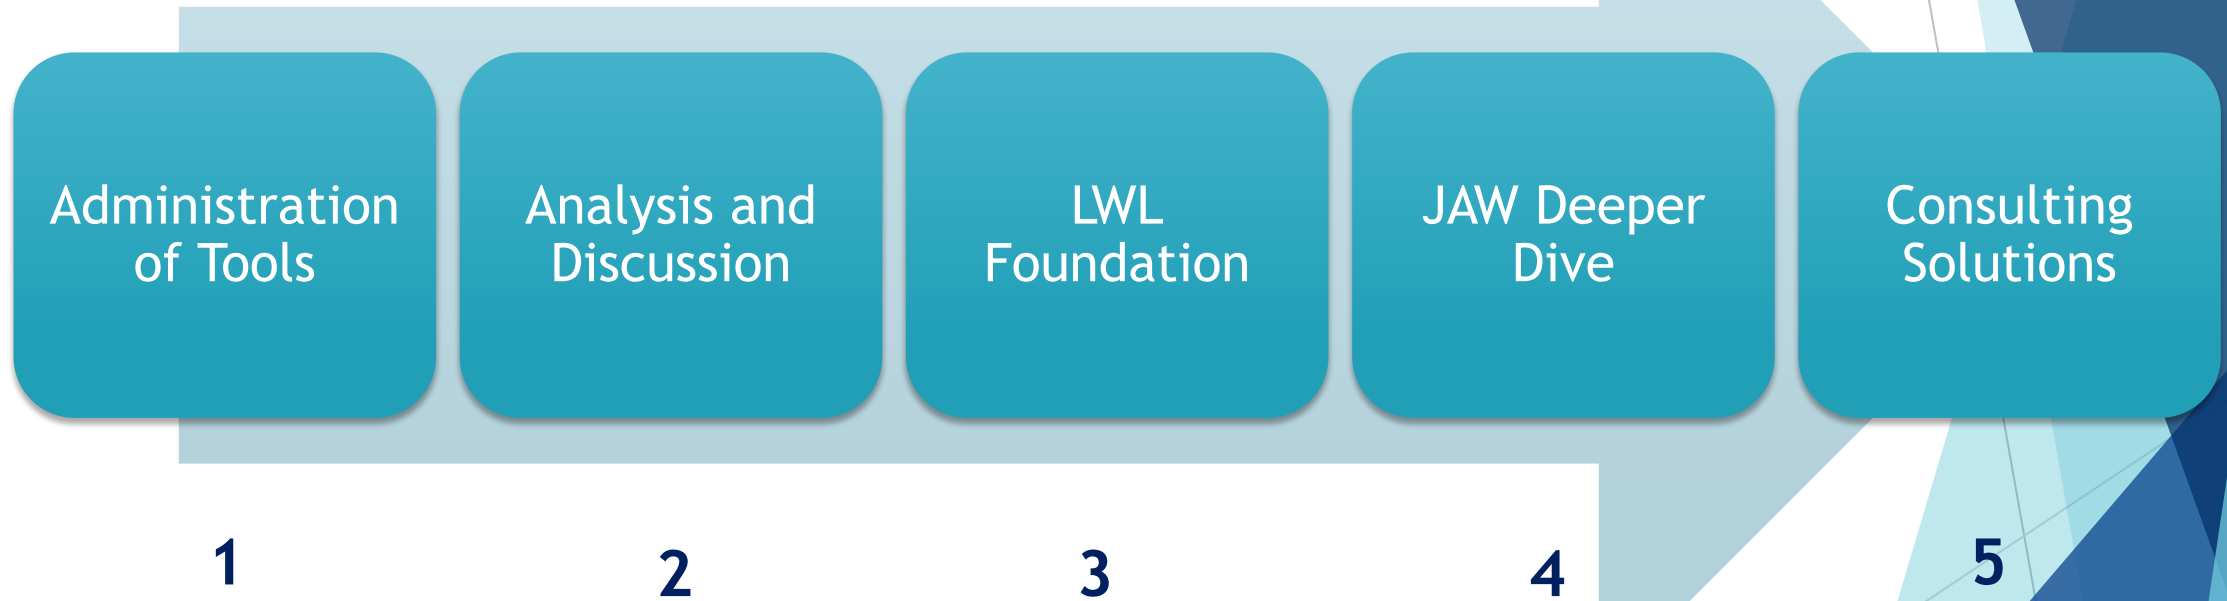 Administration
of Tools
Analysis and
Discussion
LWL
Foundation
JAW Deeper
Dive
Consulting
Solutions
1
2
3
4
5